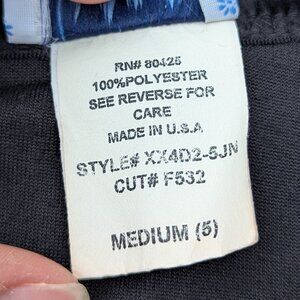 RN# 80425
100%POLYESTER
SEE REVERSE FOR
CARE
MADE IN U.S.A
STYLE# XX4D2-5JN
CUT# F532
MEDIUM (5)